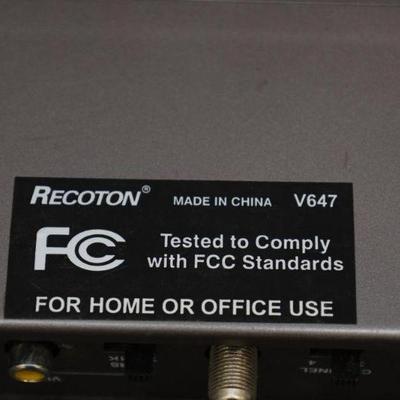 RECOTON® MADE IN CHINA V647
FC Tested to Comply
with FCC Standards
FOR HOME OR OFFICE USE